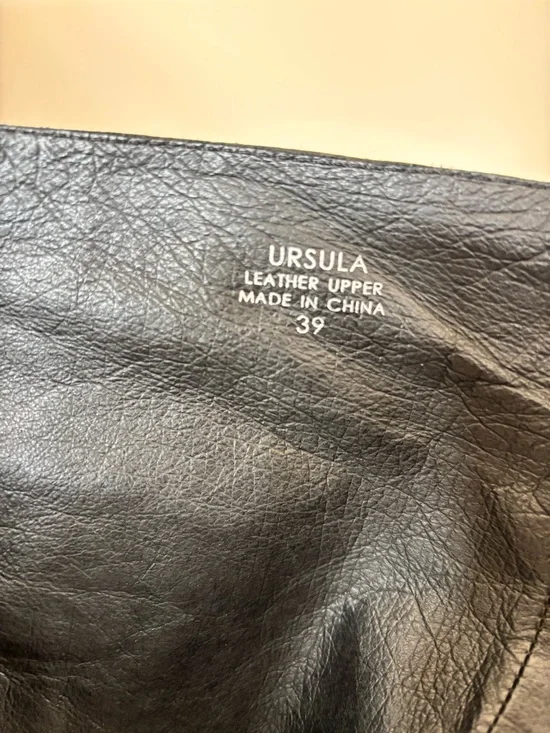 URSULA
LEATHER UPPER
MADE IN CHINA
39